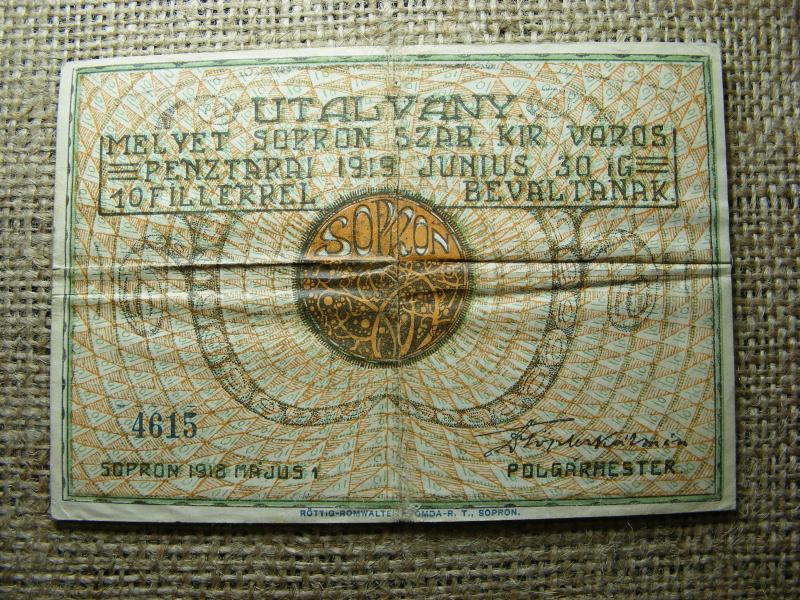 UTALVÁNY.
MELYET SOPRON SZAB. KIR. VÁROS
PÉNZTÁRAI 1919 JUNIUS 30 IG
10 FILLÉRREL BEVÁLTANAK.
SOPRON
4615
SOPRON 1918 MÁJUS 1.
POLGÁRMESTER.
RÖTTIG-ROMWALTER NYOMDA-R. T., SOPRON.